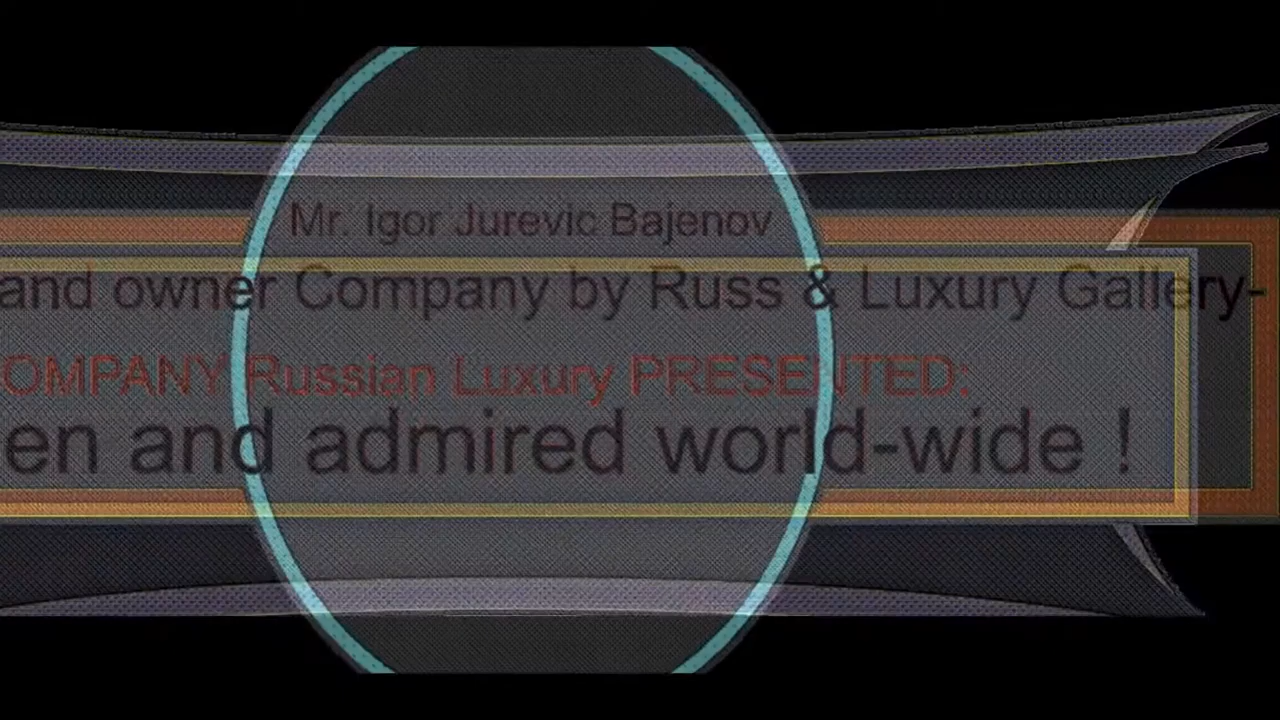 Mr. Igor Jurevic Bajenov
and owner Company by Russ & Luxury Gallery-
OMPANY Russian Luxury PRESENTED:
en and admired world-wide !